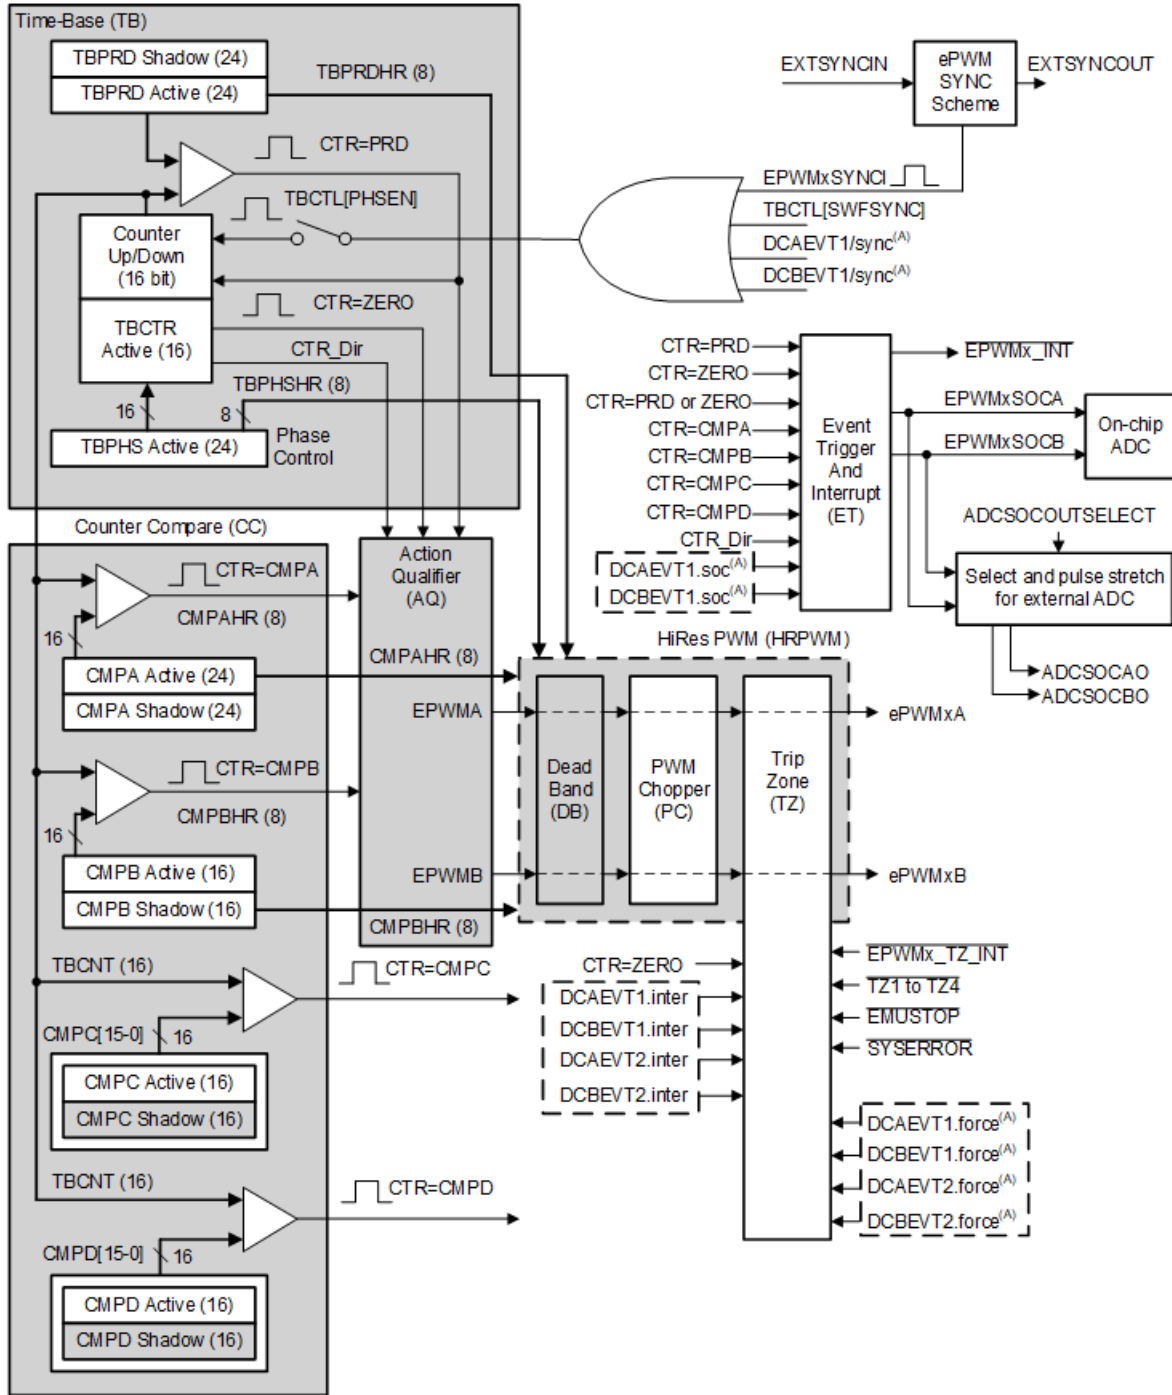 Time-Base (TB)
TBPRD Shadow (24)
TBPRD Active (24)
TBPRDHR (8)
CTR=PRD
TBCTL[PHSEN]
Counter
Up/Down
(16 bit)
CTR=ZERO
TBCTR
Active (16)
CTR_Dir
TBPHSHR (8)
16
8
TBPHS Active (24)
Phase
Control
EXTSYNCIN
ePWM
SYNC
Scheme
EXTSYNCOUT
EPWMxSYNCI
TBCTL[SWFSYNC]
DCAEVT1/sync(A)
DCBEVT1/sync(A)
CTR=PRD
CTR=ZERO
CTR=PRD or ZERO
CTR=CMPA
CTR=CMPB
CTR=CMPC
CTR=CMPD
CTR_Dir
DCAEVT1.soc(A)
DCBEVT1.soc(A)
Event
Trigger
And
Interrupt
(ET)
EPWMx_INT
EPWMxSOCA
EPWMxSOCB
On-chip
ADC
ADCSOCOUTSELECT
Select and pulse stretch
for external ADC
ADCSOCAO
ADCSOCBO
Counter Compare (CC)
CTR=CMPA
CMPAHR (8)
16
CMPA Active (24)
CMPA Shadow (24)
CTR=CMPB
CMPBHR (8)
16
CMPB Active (16)
CMPB Shadow (16)
TBCNT (16)
CTR=CMPC
CMPC[15-0]
16
CMPC Active (16)
CMPC Shadow (16)
TBCNT (16)
CTR=CMPD
CMPD[15-0]
16
CMPD Active (16)
CMPD Shadow (16)
Action
Qualifier
(AQ)
CMPAHR (8)
EPWMA
EPWMB
CMPBHR (8)
HiRes PWM (HRPWM)
Dead
Band
(DB)
PWM
Chopper
(PC)
Trip
Zone
(TZ)
ePWMxA
ePWMxB
CTR=ZERO
DCAEVT1.inter
DCBEVT1.inter
DCAEVT2.inter
DCBEVT2.inter
EPWMx_TZ_INT
TZ1 to TZ4
EMUSTOP
SYSERROR
DCAEVT1.force(A)
DCBEVT1.force(A)
DCAEVT2.force(A)
DCBEVT2.force(A)